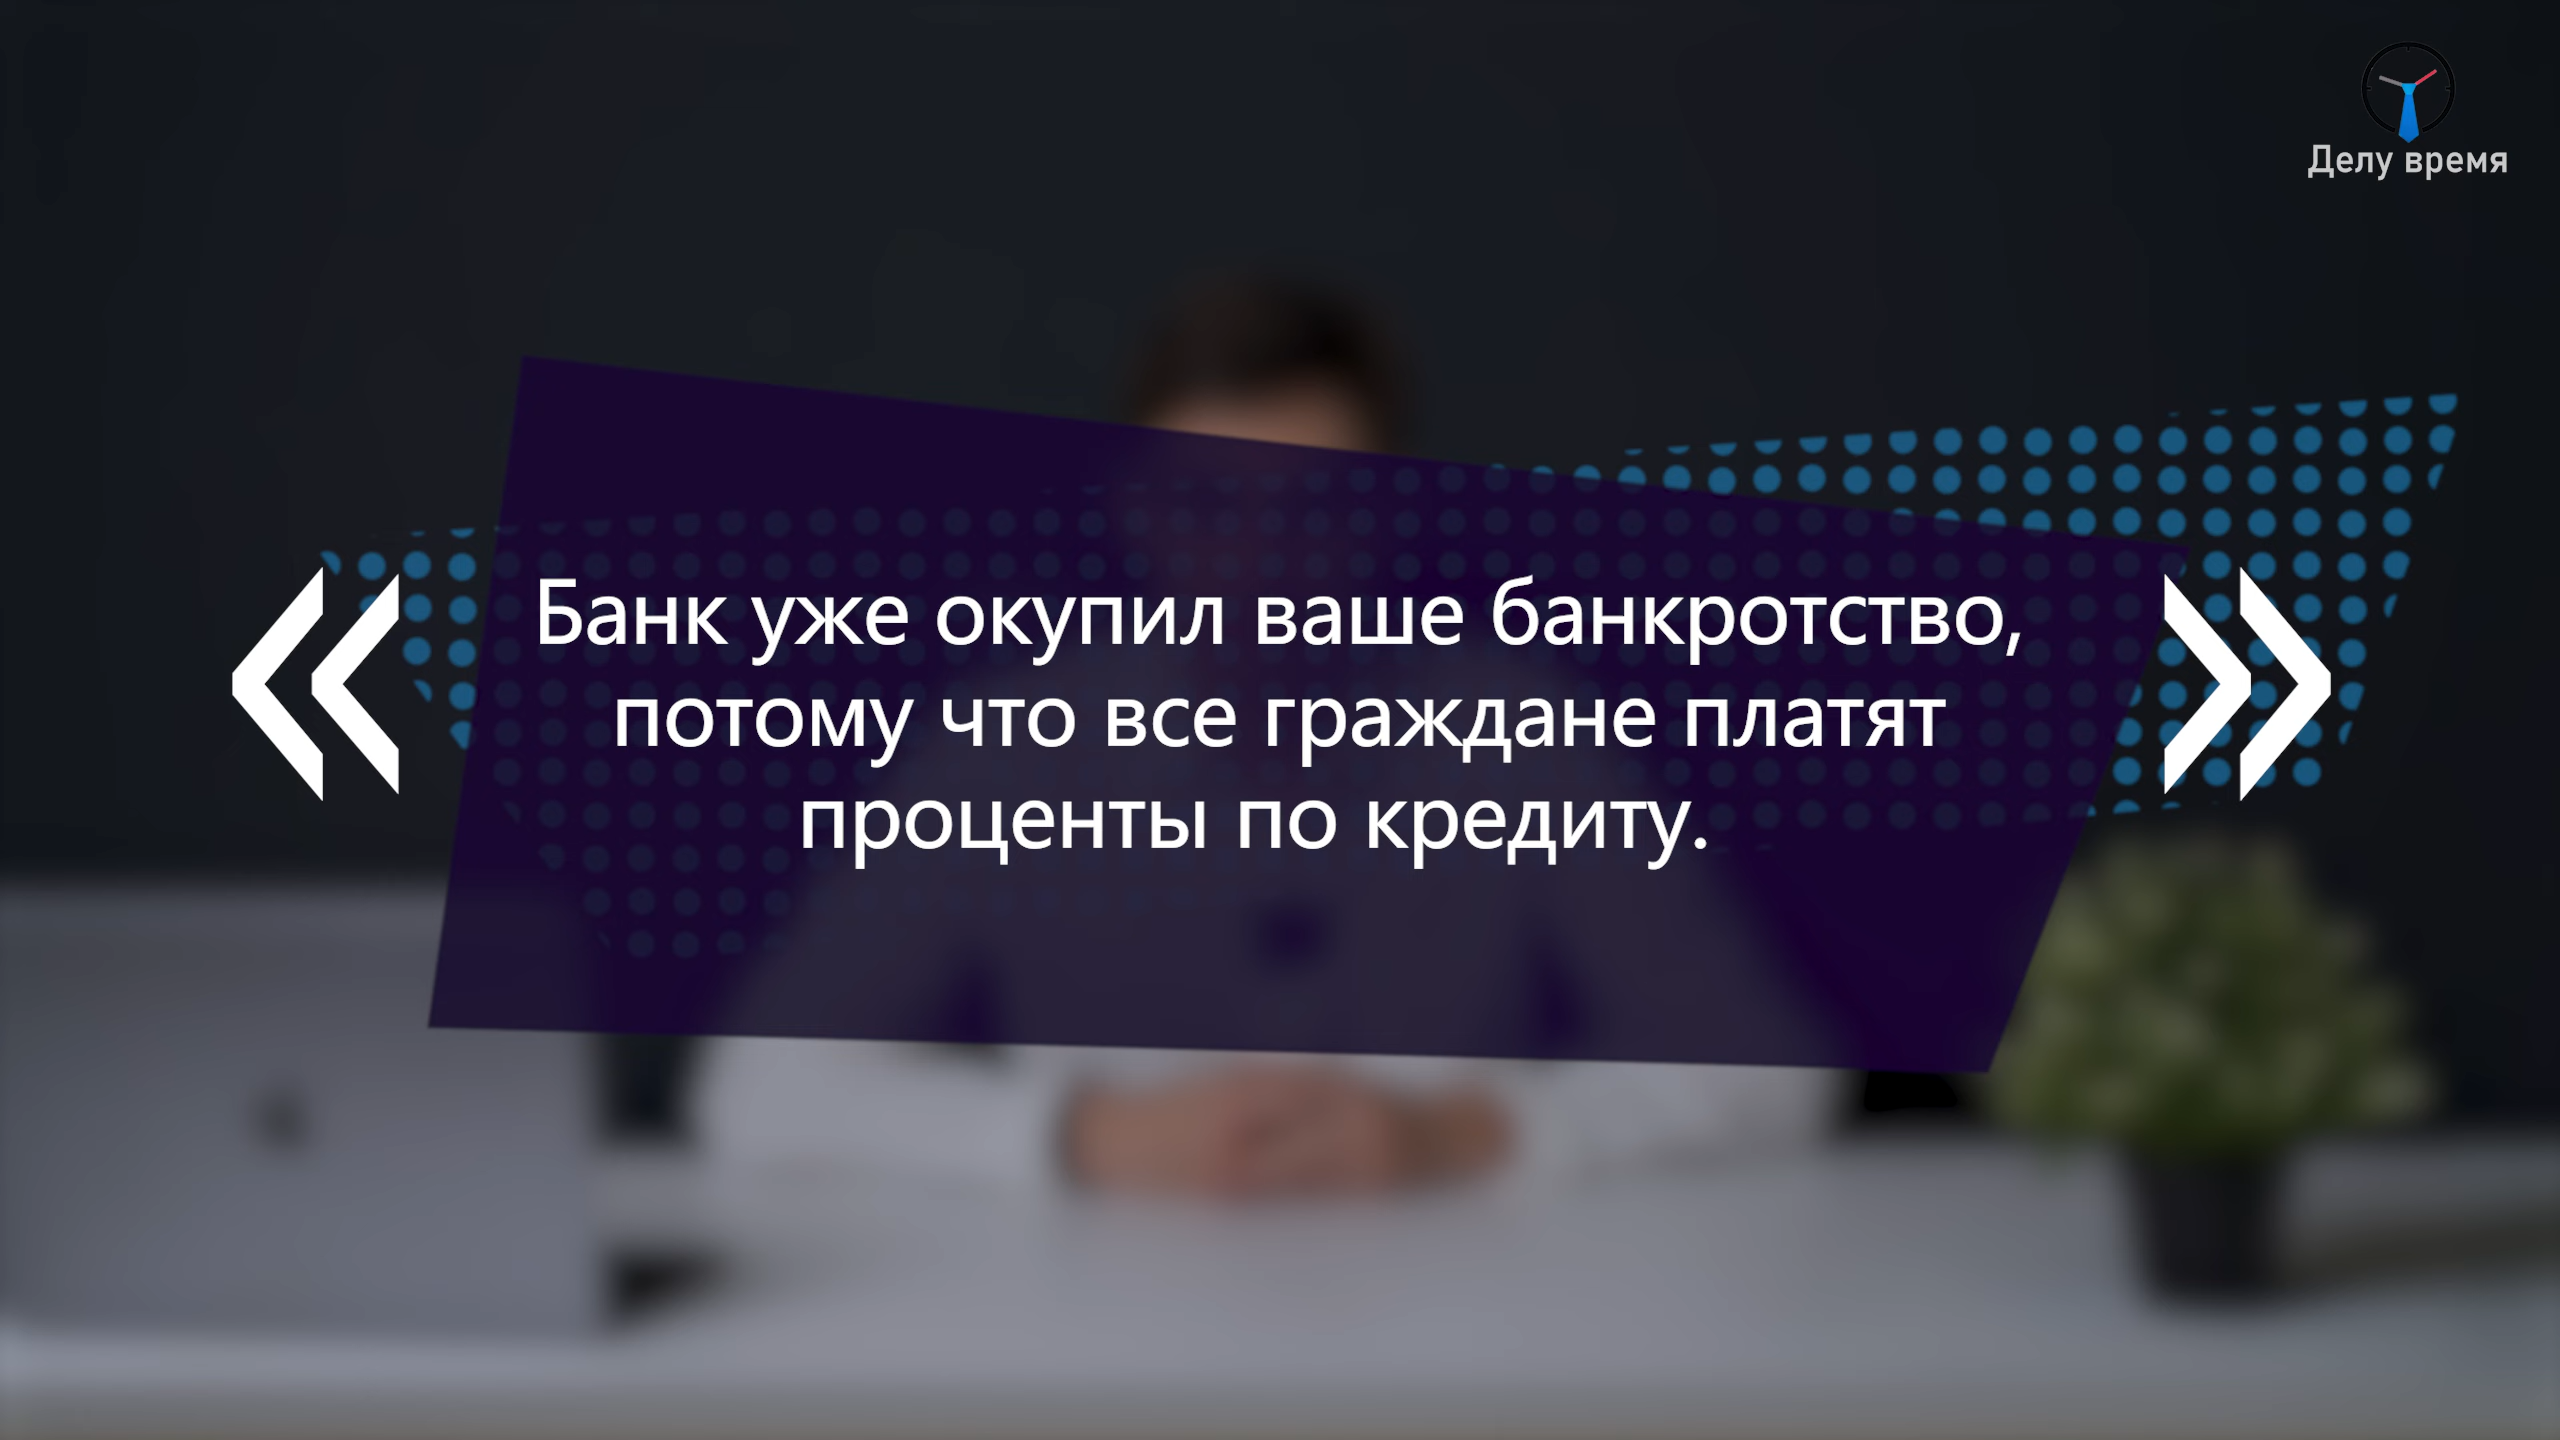 Делу время
« Банк уже окупил ваше банкротство, »
потому что все граждане платят
проценты по кредиту.